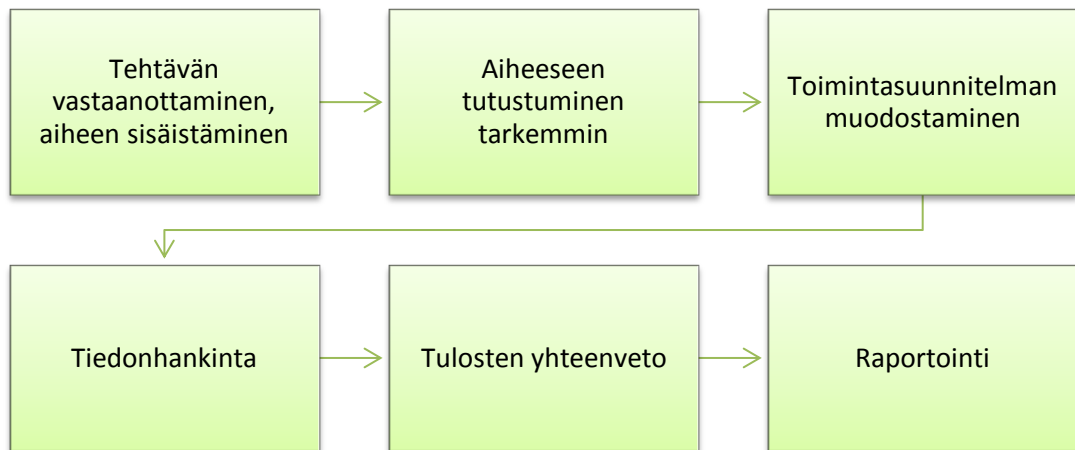 Tehtävän
vastaanottaminen,
aiheen sisäistäminen
Aiheeseen
tutustuminen
tarkemmin
Toimintasuunnitelman
muodostaminen
Tiedonhankinta
Tulosten yhteenveto
Raportointi